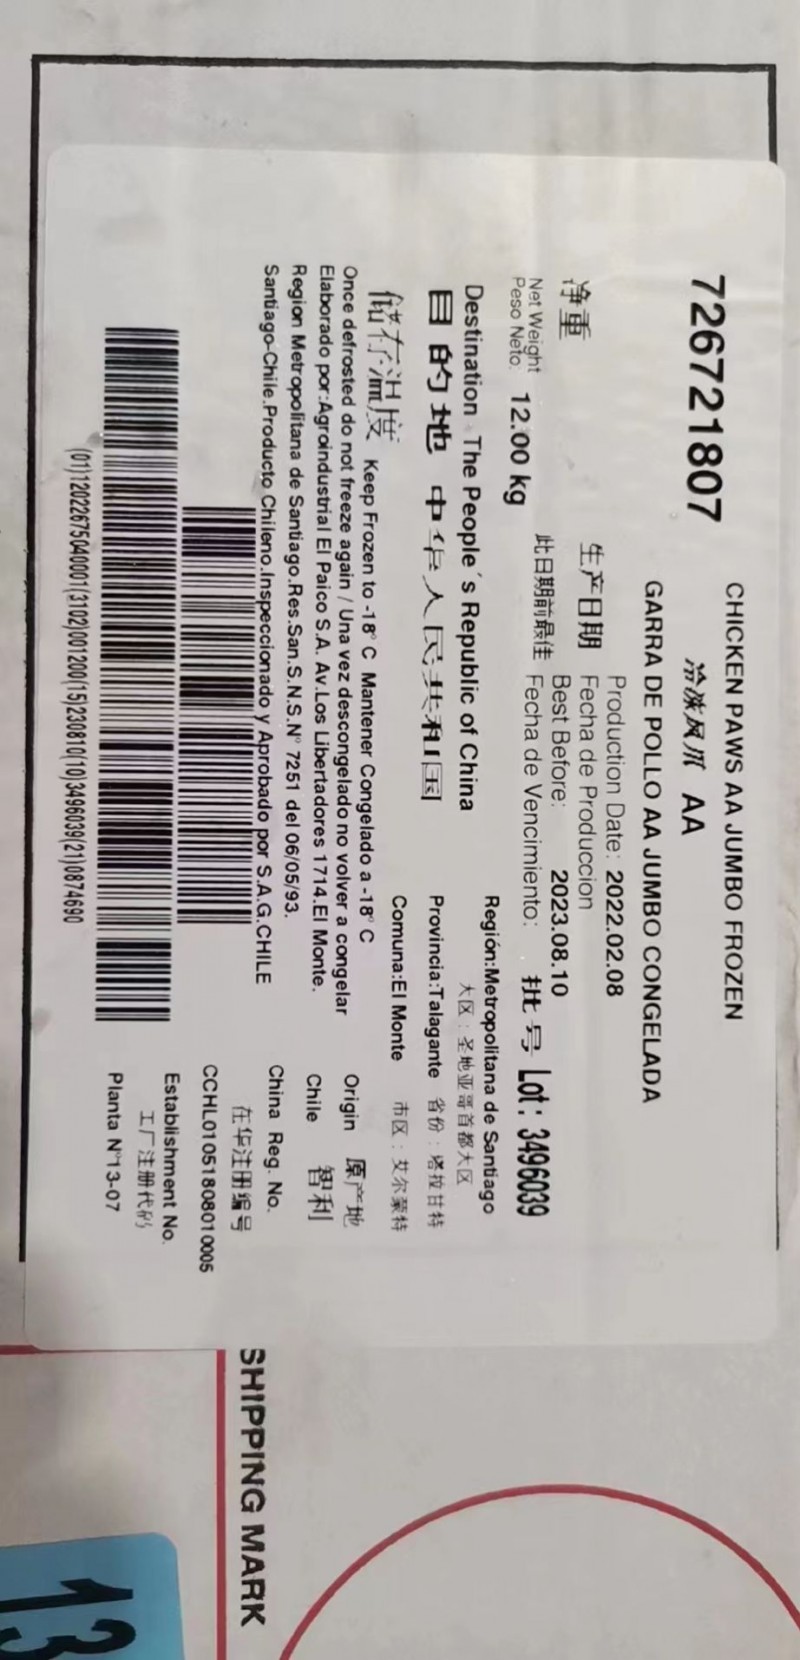 726721807
CHICKEN PAWS AA JUMBO FROZEN
冷冻凤爪 AA
GARRA DE POLLO AA JUMBO CONGELADA
净重
Net Weight
Peso Neto:
12.00 kg
生产日期
Production Date: 2022.02.08
Fecha de Produccion
此日期前最佳
Best Before: 2023.08.10
Fecha de Vencimiento:
批号 Lot: 3496039
Destination The People´s Republic of China
目的地 中华人民共和国
Región:Metropolitana de Santiago
大区:圣地亚哥首都大区
Provincia:Talagante 省份:塔拉甘特
Comuna:El Monte 市区:艾尔蒙特
储存温度 Keep Frozen to -18° C Mantener Congelado a -18° C
Once defrosted do not freeze again / Una vez descongelado no volver a congelar
Elaborado por:Agroindustrial El Paico S.A. Av.Los Libertadores 1714.El Monte.
Region Metropolitana de Santiago.Res.San.S.N.S.N° 7251 del 06/05/93.
Santiago-Chile.Producto Chileno.Inspeccionado y Aprobado por S.A.G.CHILE
Origin 原产地
Chile 智利
China Reg. No.
在华注册编号
CCHL01051808010005
Establishment No.
工厂注册代码
Planta N°13-07
(01)12022675040001(3102)001200(15)230810(10)3496039(21)0874690
SHIPPING MARK
13